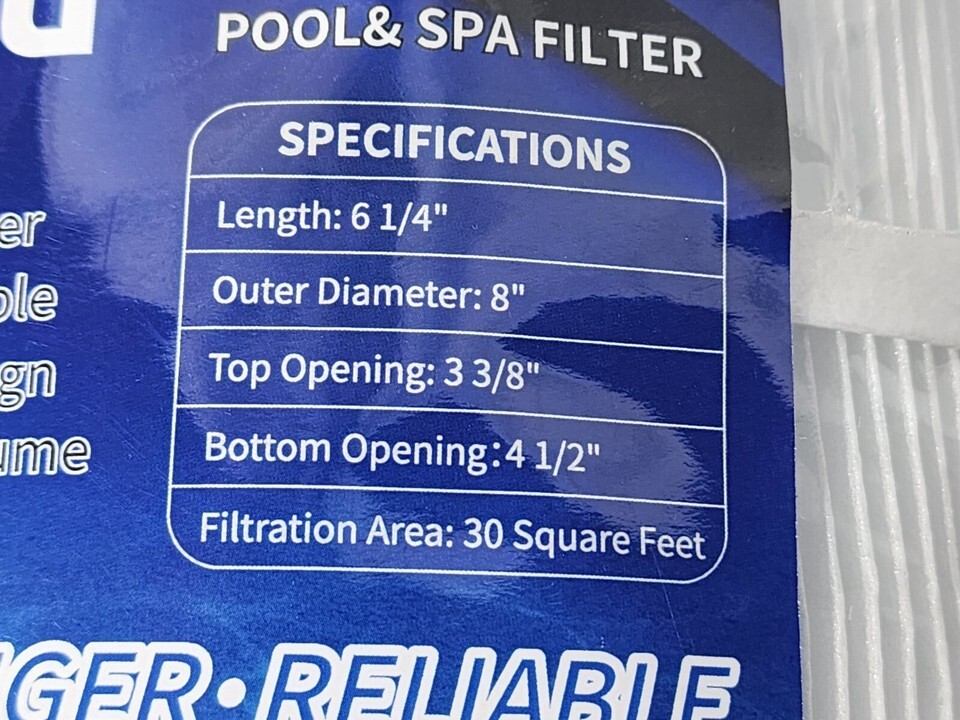 POOL& SPA FILTER
SPECIFICATIONS
Length: 6 1/4"
Outer Diameter: 8"
Top Opening: 3 3/8"
Bottom Opening:4 1/2"
Filtration Area: 30 Square Feet
RELIABLE